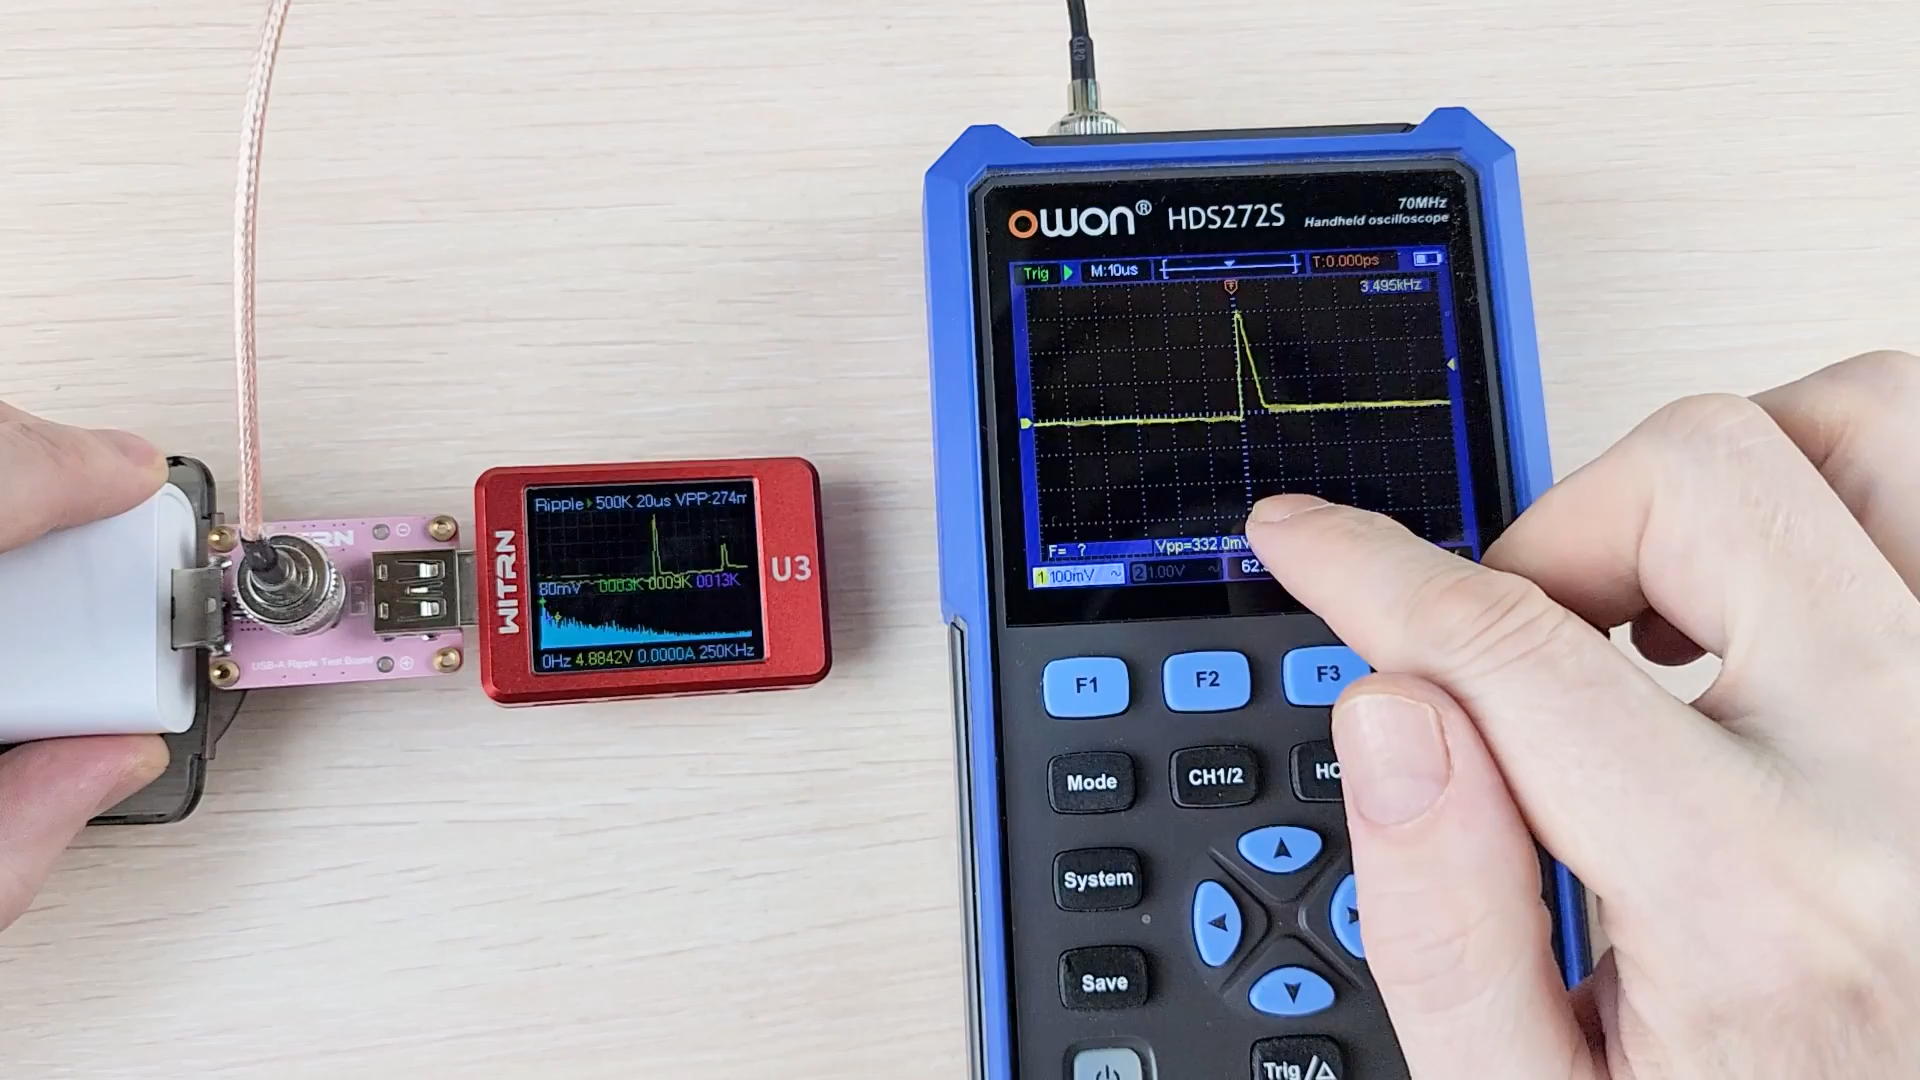 OWON® HDS272S
70MHz
Handheld oscilloscope
Trig M:10us T:0.000ps
3.495kHz
F= ? Vpp=332.0mV
1 100mV ~ 2 1.00V ~
F1 F2 F3
Mode CH1/2
System
Save
Trig/△
WITRN
U3
Ripple 500K 20us VPP:274m
80mV 0003K 0009K 0013K
0Hz 4.8842V 0.0000A 250KHz
USB-A Ripple Test Board